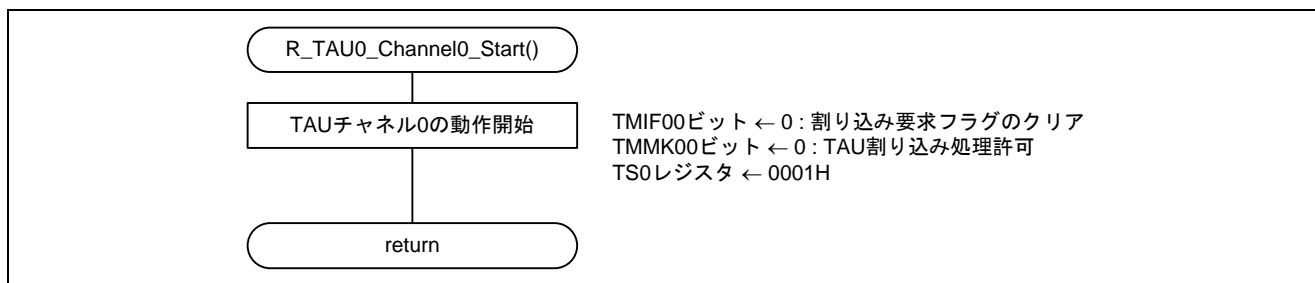 R_TAU0_Channel0_Start()
TAUチャネル0の動作開始
TMIF00ビット ← 0 : 割り込み要求フラグのクリア
TMMK00ビット ← 0 : TAU割り込み処理許可
TS0レジスタ ← 0001H
return